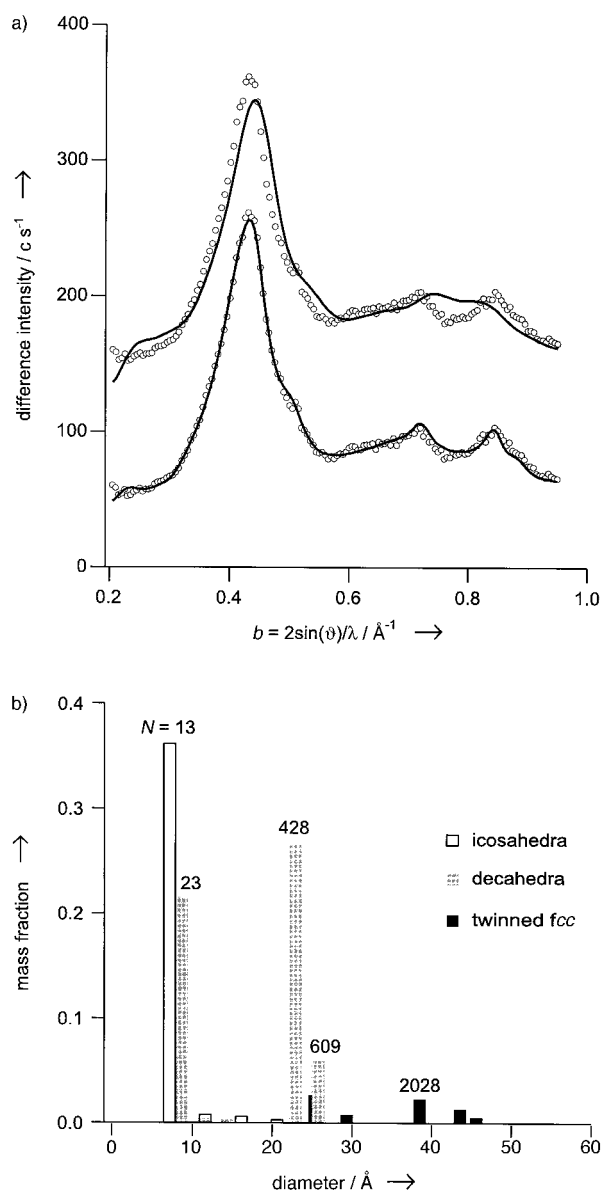 a)
400
300
200
100
0
difference intensity / c s⁻¹ →
0.2 0.4 0.6 0.8 1.0
b = 2sin(ϑ)/λ / Å⁻¹ →
b)
0.4
0.3
0.2
0.1
0.0
mass fraction →
N = 13
23
428
609
2028
icosahedra
decahedra
twinned fcc
0 10 20 30 40 50 60
diameter / Å →